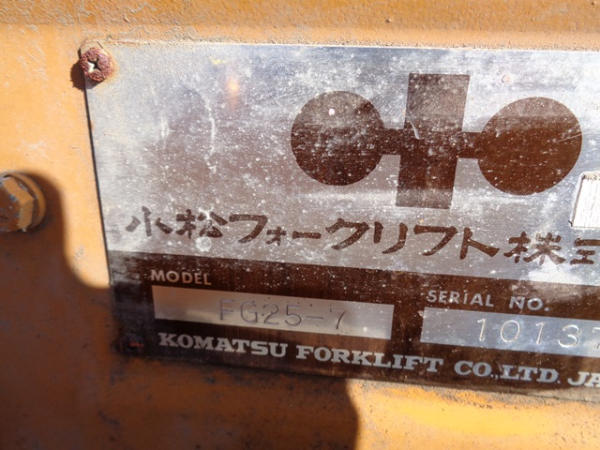 小松フォークリフト株式
MODEL
FG25-7
SERIAL NO.
10137
KOMATSU FORKLIFT CO.,LTD. JA